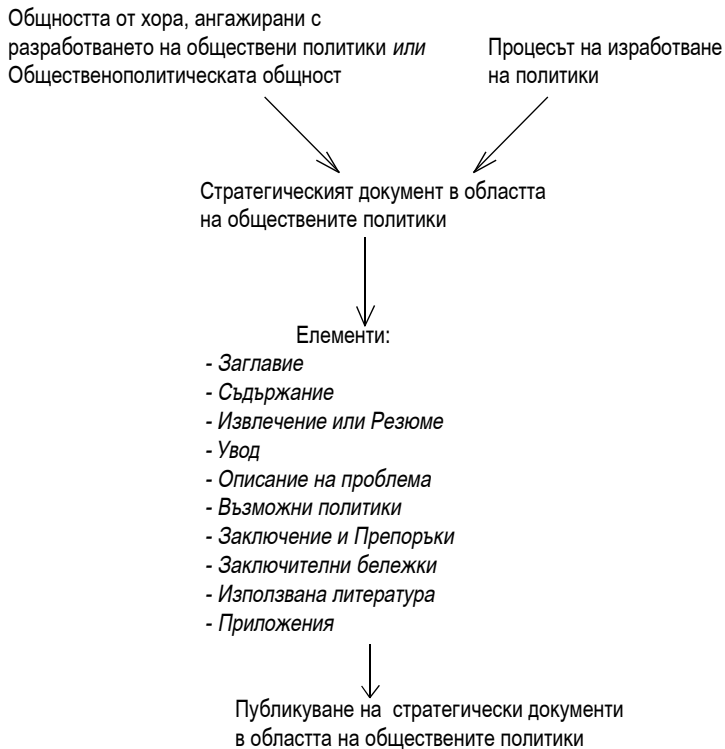 Общността от хора, ангажирани с
разработването на обществени политики или
Общественополитическата общност
Процесът на изработване
на политики
Стратегическият документ в областта
на обществените политики
Елементи:
- Заглавие
- Съдържание
- Извлечение или Резюме
- Увод
- Описание на проблема
- Възможни политики
- Заключение и Препоръки
- Заключителни бележки
- Използвана литература
- Приложения
Публикуване на стратегически документи
в областта на обществените политики